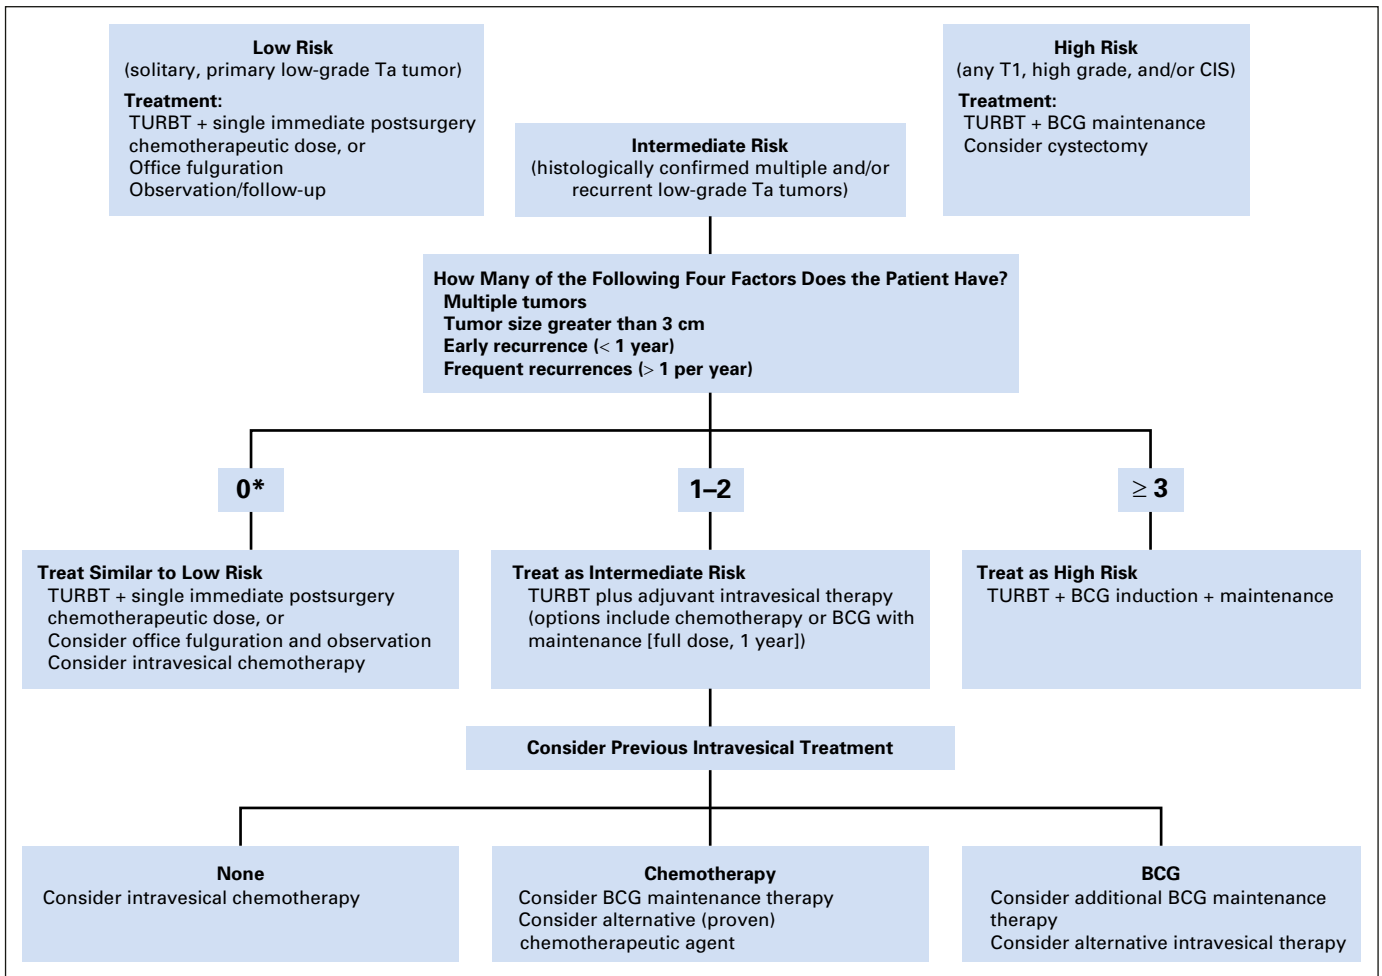 Low Risk
(solitary, primary low-grade Ta tumor)
Treatment:
TURBT + single immediate postsurgery
chemotherapeutic dose, or
Office fulguration
Observation/follow-up
Intermediate Risk
(histologically confirmed multiple and/or
recurrent low-grade Ta tumors)
High Risk
(any T1, high grade, and/or CIS)
Treatment:
TURBT + BCG maintenance
Consider cystectomy
How Many of the Following Four Factors Does the Patient Have?
Multiple tumors
Tumor size greater than 3 cm
Early recurrence (< 1 year)
Frequent recurrences (> 1 per year)
0*
1–2
≥ 3
Treat Similar to Low Risk
TURBT + single immediate postsurgery
chemotherapeutic dose, or
Consider office fulguration and observation
Consider intravesical chemotherapy
Treat as Intermediate Risk
TURBT plus adjuvant intravesical therapy
(options include chemotherapy or BCG with
maintenance [full dose, 1 year])
Treat as High Risk
TURBT + BCG induction + maintenance
Consider Previous Intravesical Treatment
None
Consider intravesical chemotherapy
Chemotherapy
Consider BCG maintenance therapy
Consider alternative (proven)
chemotherapeutic agent
BCG
Consider additional BCG maintenance
therapy
Consider alternative intravesical therapy